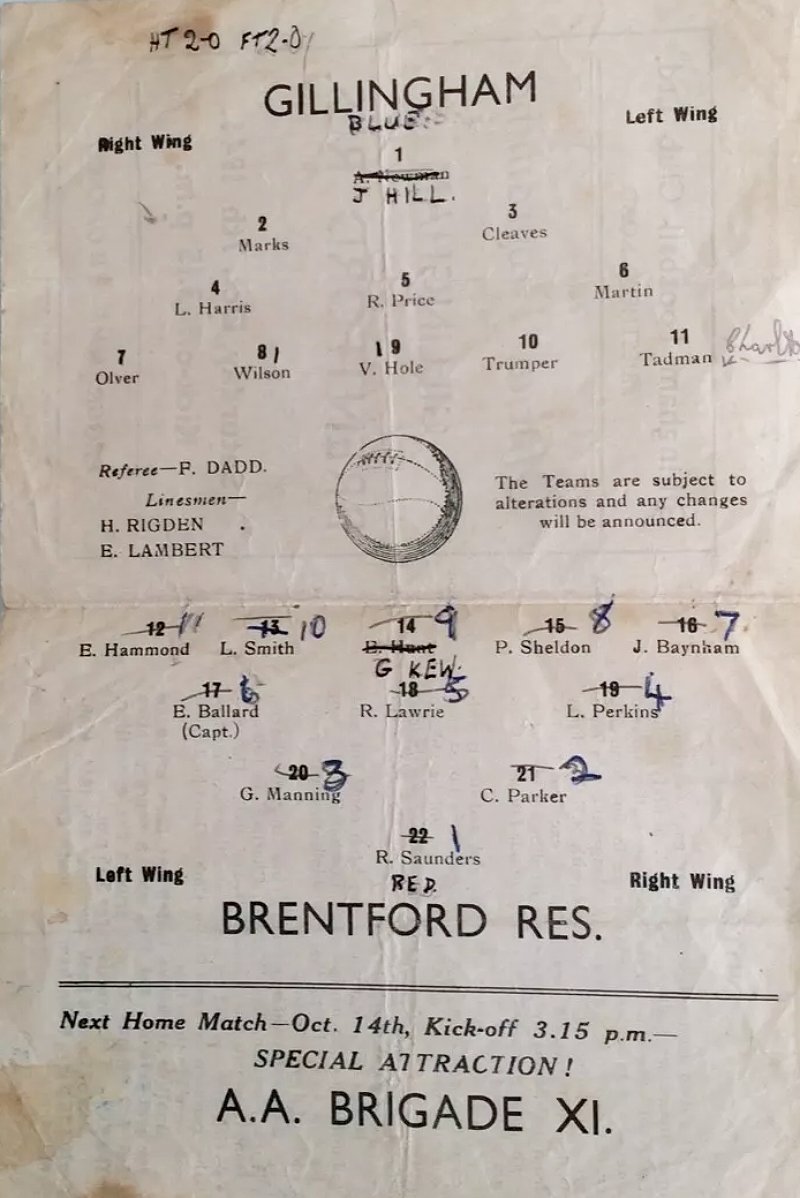 HT 2-0 FT 2-0
GILLINGHAM
BLUE
Right Wing Left Wing
1
A. Newman
J HILL.
2 3
Marks Cleaves
4 5 6
L. Harris R. Price Martin
7 8 1 1 9 10 11
Olver Wilson V. Hole Trumper Tadman
Referee—F. DADD.
Linesmen—
H. RIGDEN
E. LAMBERT
The Teams are subject to
alterations and any changes
will be announced.
12 11 13 10 14 9 15 8 16 7
E. Hammond L. Smith B. Hunt P. Sheldon J. Baynham
G KEW.
17 6 18 5 19 4
E. Ballard R. Lawrie L. Perkins
(Capt.)
20 3 21 2
G. Manning C. Parker
22 1
R. Saunders
Left Wing RED. Right Wing
BRENTFORD RES.
Next Home Match—Oct. 14th, Kick-off 3.15 p.m.—
SPECIAL ATTRACTION!
A.A. BRIGADE XI.